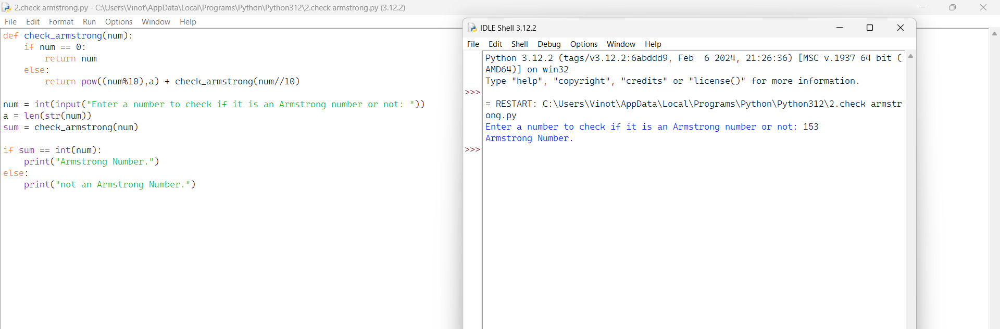 2.check armstrong.py - C:\Users\Vinot\AppData\Local\Programs\Python\Python312\2.check armstrong.py (3.12.2)
File Edit Format Run Options Window Help
def check_armstrong(num):
    if num == 0:
        return num
    else:
        return pow((num%10),a) + check_armstrong(num//10)
num = int(input("Enter a number to check if it is an Armstrong number or not: "))
a = len(str(num))
sum = check_armstrong(num)
if sum == int(num):
    print("Armstrong Number.")
else:
    print("not an Armstrong Number.")
IDLE Shell 3.12.2
File Edit Shell Debug Options Window Help
Python 3.12.2 (tags/v3.12.2:6abddd9, Feb  6 2024, 21:26:36) [MSC v.1937 64 bit (
AMD64)] on win32
Type "help", "copyright", "credits" or "license()" for more information.
>>>
= RESTART: C:\Users\Vinot\AppData\Local\Programs\Python\Python312\2.check armstr
ong.py
Enter a number to check if it is an Armstrong number or not: 153
Armstrong Number.
>>>